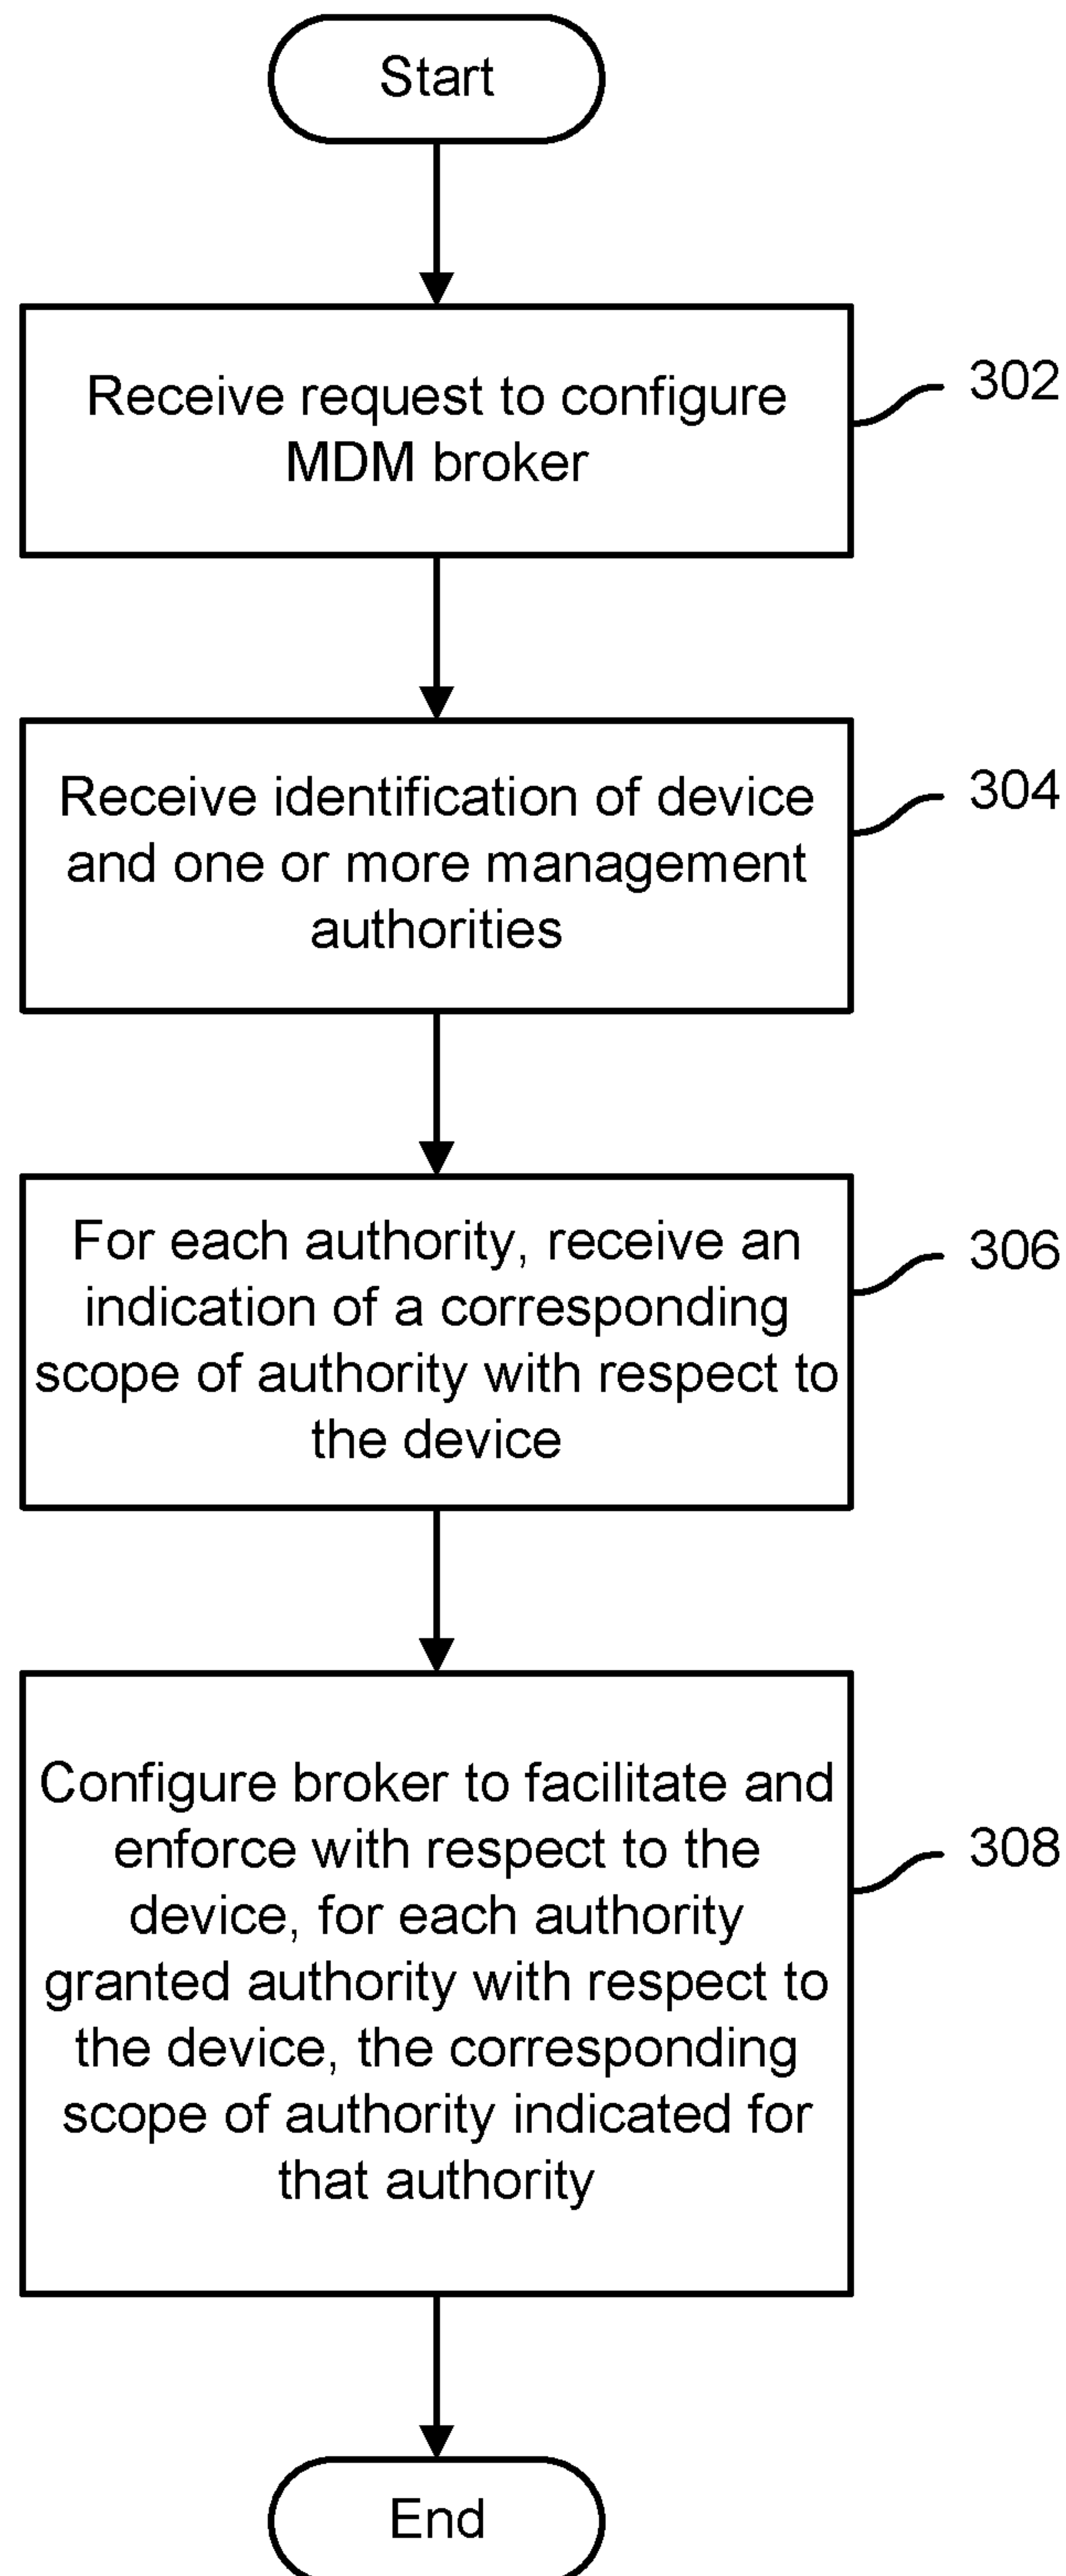 Start
Receive request to configure
MDM broker
302
Receive identification of device
and one or more management
authorities
304
For each authority, receive an
indication of a corresponding
scope of authority with respect to
the device
306
Configure broker to facilitate and
enforce with respect to the
device, for each authority
granted authority with respect to
the device, the corresponding
scope of authority indicated for
that authority
308
End